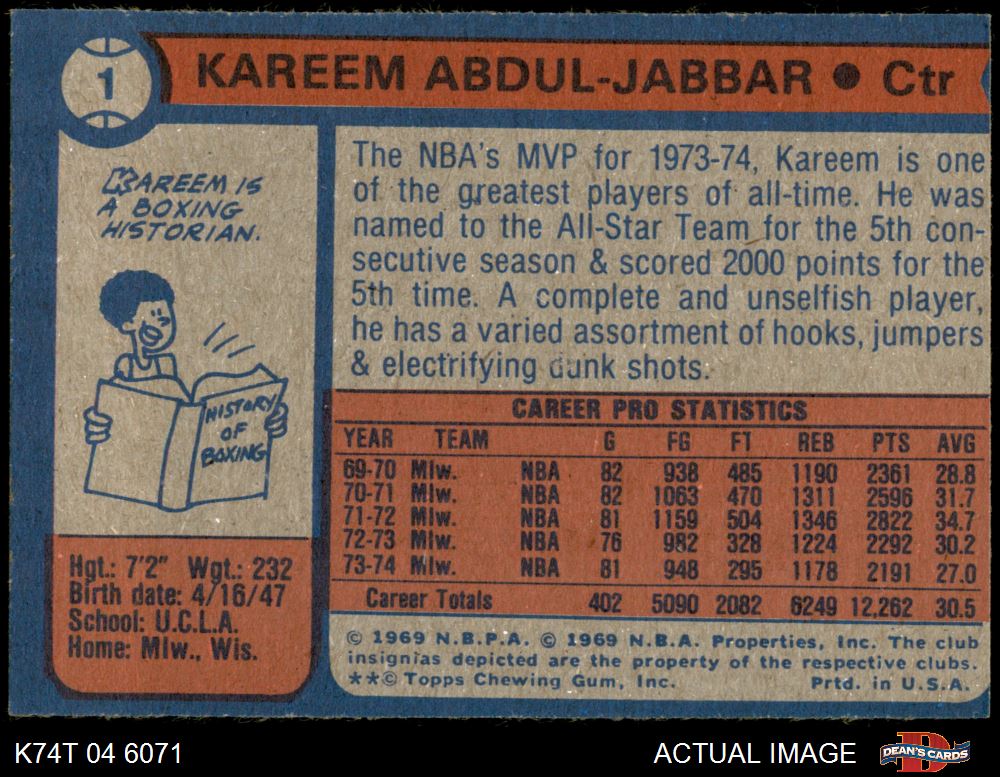 1
KAREEM ABDUL-JABBAR ● Ctr
KAREEM IS
A BOXING
HISTORIAN.
HISTORY
OF
BOXING
Hgt.: 7'2" Wgt.: 232
Birth date: 4/16/47
School: U.C.L.A.
Home: Mlw., Wis.
The NBA's MVP for 1973-74, Kareem is one
of the greatest players of all-time. He was
named to the All-Star Team for the 5th con-
secutive season & scored 2000 points for the
5th time. A complete and unselfish player,
he has a varied assortment of hooks, jumpers
& electrifying dunk shots.
CAREER PRO STATISTICS
YEAR TEAM G FG FT REB PTS AVG
69-70 Mlw. NBA 82 938 485 1190 2361 28.8
70-71 Mlw. NBA 82 1063 470 1311 2596 31.7
71-72 Mlw. NBA 81 1159 504 1346 2822 34.7
72-73 Mlw. NBA 76 982 328 1224 2292 30.2
73-74 Mlw. NBA 81 948 295 1178 2191 27.0
Career Totals 402 5090 2082 6249 12,262 30.5
© 1969 N.B.P.A. © 1969 N.B.A. Properties, Inc. The club
insignias depicted are the property of the respective clubs.
**© Topps Chewing Gum, Inc. Prtd. in U.S.A.
K74T 04 6071
ACTUAL IMAGE
DEAN'S CARDS